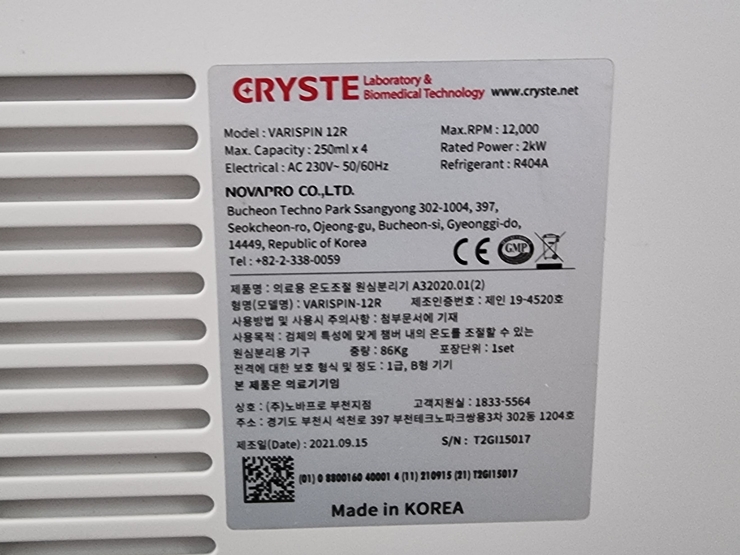 CRYSTE Laboratory & Biomedical Technology www.cryste.net
Model : VARISPIN 12R Max.RPM : 12,000
Max. Capacity : 250ml x 4 Rated Power : 2kW
Electrical : AC 230V~ 50/60Hz Refrigerant : R404A
NOVAPRO CO.,LTD.
Bucheon Techno Park Ssangyong 302-1004, 397,
Seokcheon-ro, Ojeong-gu, Bucheon-si, Gyeonggi-do,
14449, Republic of Korea
Tel : +82-2-338-0059
CE GMP
제품명 : 의료용 온도조절 원심분리기 A32020.01(2)
형명(모델명) : VARISPIN-12R 제조인증번호 : 제인 19-4520호
사용방법 및 사용시 주의사항 : 첨부문서에 기재
사용목적 : 검체의 특성에 맞게 챔버 내의 온도를 조절할 수 있는
원심분리용 기구 중량 : 86Kg 포장단위 : 1set
전격에 대한 보호 형식 및 정도 : 1급, B형 기기
본 제품은 의료기기임
상호 : (주)노바프로 부천지점 고객지원실 : 1833-5564
주소 : 경기도 부천시 석천로 397 부천테크노파크쌍용3차 302동 1204호
제조일(Date) : 2021.09.15 S/N : T2GI15017
(01) 0 8800160 40001 4 (11) 210915 (21) T2GI15017
Made in KOREA